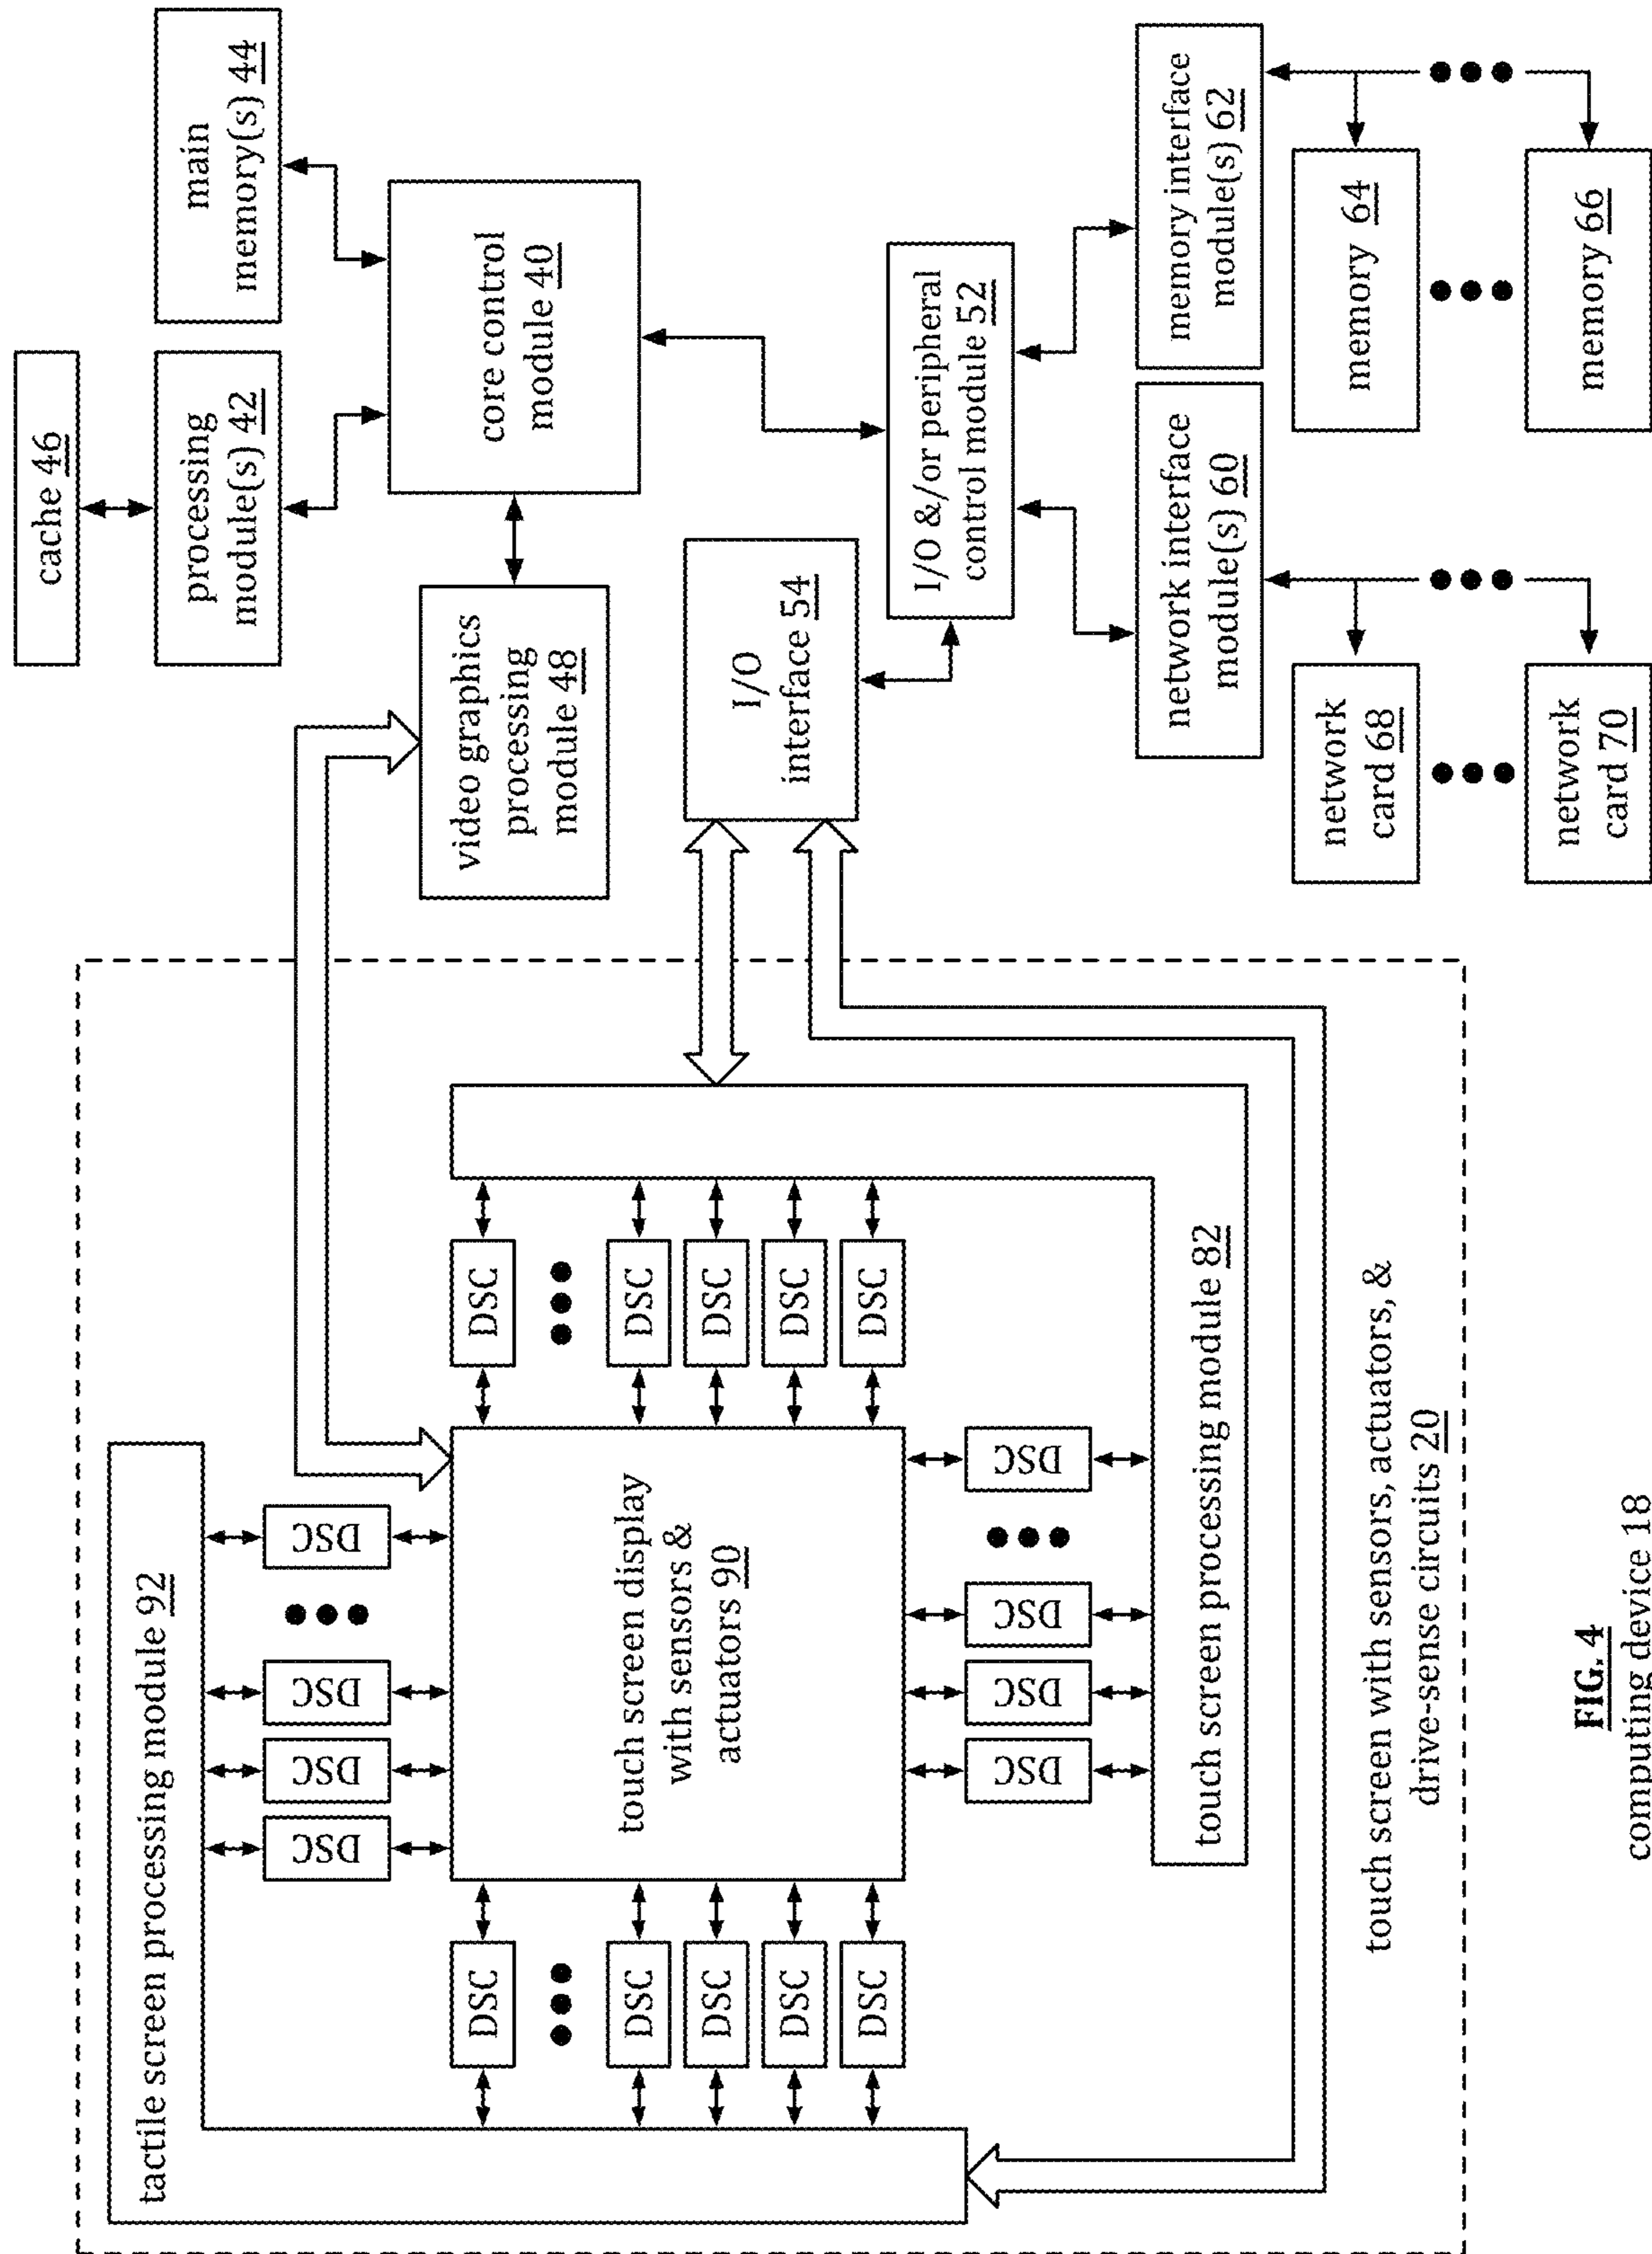 tactile screen processing module 92
DSC
DSC
DSC
DSC
DSC
DSC
DSC
DSC
DSC
touch screen display
with sensors &
actuators 90
DSC
DSC
DSC
DSC
DSC
DSC
DSC
DSC
DSC
touch screen processing module 82
touch screen with sensors, actuators, &
drive-sense circuits 20
cache 46
processing
module(s) 42
main
memory(s) 44
video graphics
processing
module 48
core control
module 40
I/O
interface 54
I/O &/or peripheral
control module 52
network interface
module(s) 60
memory interface
module(s) 62
network
card 68
memory 64
network
card 70
memory 66
FIG. 4
computing device 18